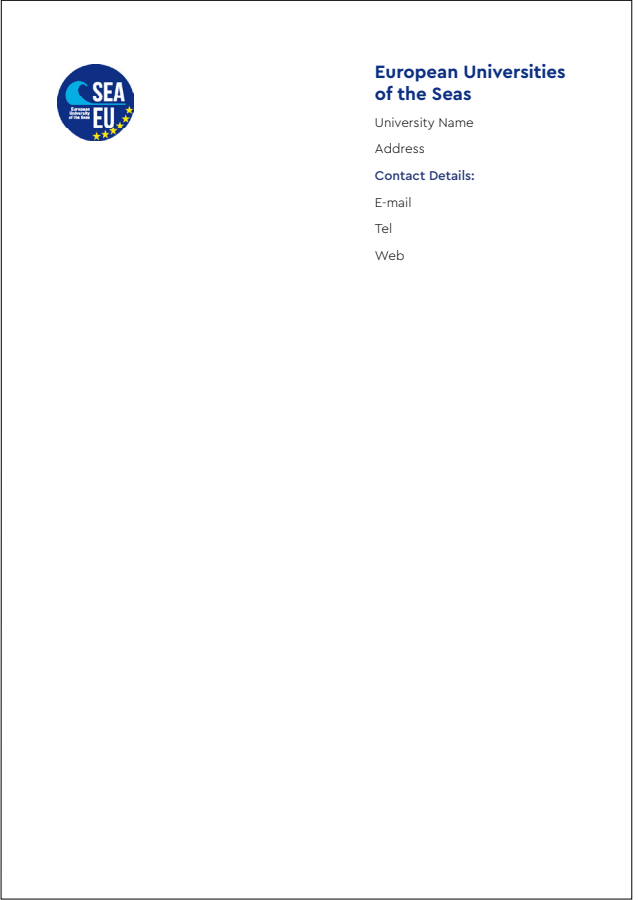 SEA
European
University
of the Seas
EU
European Universities
of the Seas
University Name
Address
Contact Details:
E-mail
Tel
Web